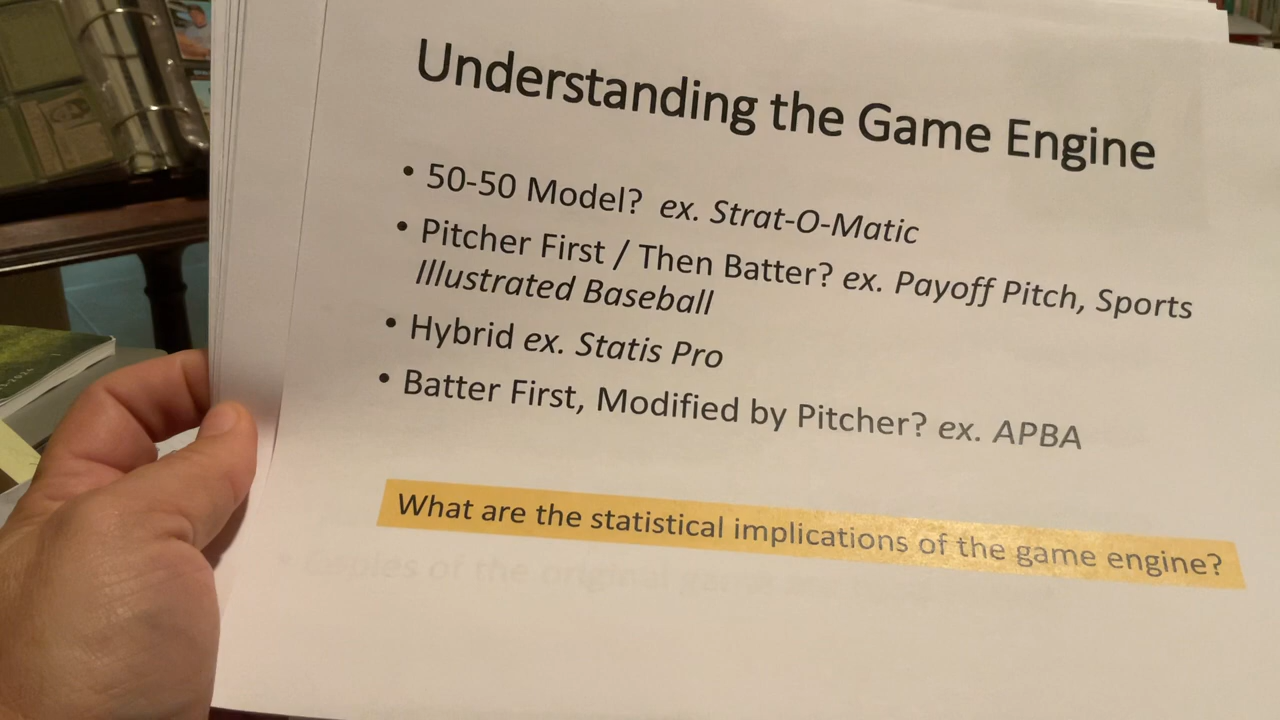 Understanding the Game Engine
• 50-50 Model? ex. Strat-O-Matic
• Pitcher First / Then Batter? ex. Payoff Pitch, Sports
Illustrated Baseball
• Hybrid ex. Statis Pro
• Batter First, Modified by Pitcher? ex. APBA
What are the statistical implications of the game engine?